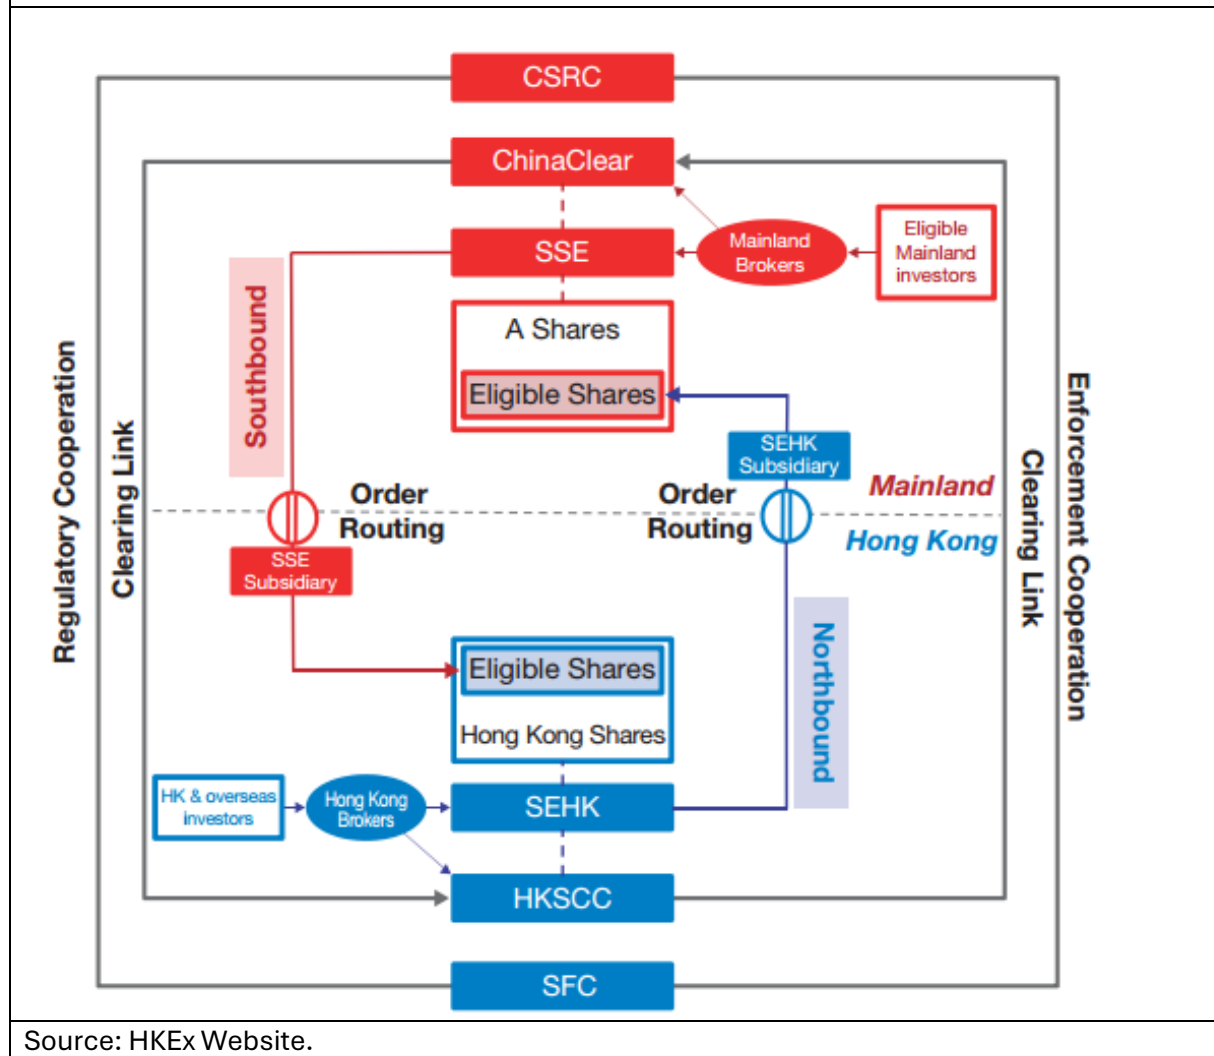 CSRC
ChinaClear
SSE
Mainland
Brokers
Eligible
Mainland
investors
A Shares
Eligible Shares
Southbound
Regulatory Cooperation
Clearing Link
SEHK
Subsidiary
Order
Routing
Order
Routing
Mainland
Hong Kong
SSE
Subsidiary
Clearing Link
Enforcement Cooperation
Northbound
Eligible Shares
Hong Kong Shares
HK & overseas
investors
Hong Kong
Brokers
SEHK
HKSCC
SFC
Source: HKEx Website.